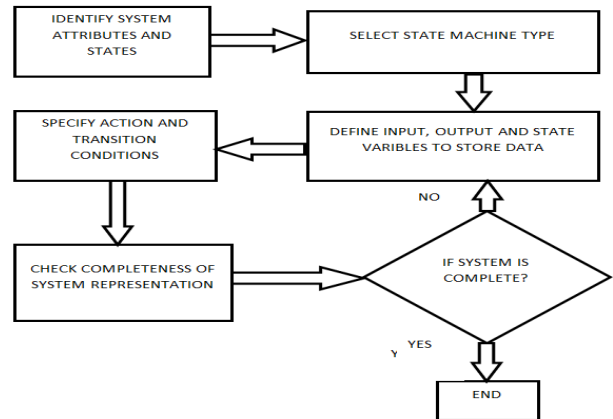 IDENTIFY SYSTEM
ATTRIBUTES AND
STATES
SELECT STATE MACHINE TYPE
SPECIFY ACTION AND
TRANSITION
CONDITIONS
DEFINE INPUT, OUTPUT AND STATE
VARIBLES TO STORE DATA
NO
CHECK COMPLETENESS OF
SYSTEM REPRESENTATION
IF SYSTEM IS
COMPLETE?
YES
Y
END